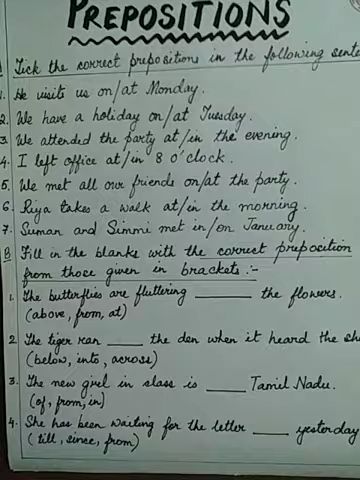 PREPOSITIONS
Tick the correct prepositions in the following
1. He visits us on/at Monday.
2. We have a holiday on/at Tuesday.
3. We attended the party at/in the evening.
4. I left office at/in 8 O'clock.
5. We met all our friends on/at the party.
6. Riya takes a walk at/in the morning.
7. Suman and Simmi met in/on January.
B Fill in the blanks with the correct preposition
from those given in brackets:-
1. The butterflies are fluttering ______ the flowers.
(above, from, at)
2 The tiger ran ____ the den when it heard the
(below, into, across)
3. The new girl in slass is ____ Tamil Nadu.
(of, from, in)
4. She has been waiting for the letter ____ yesterday
(till, since, from)